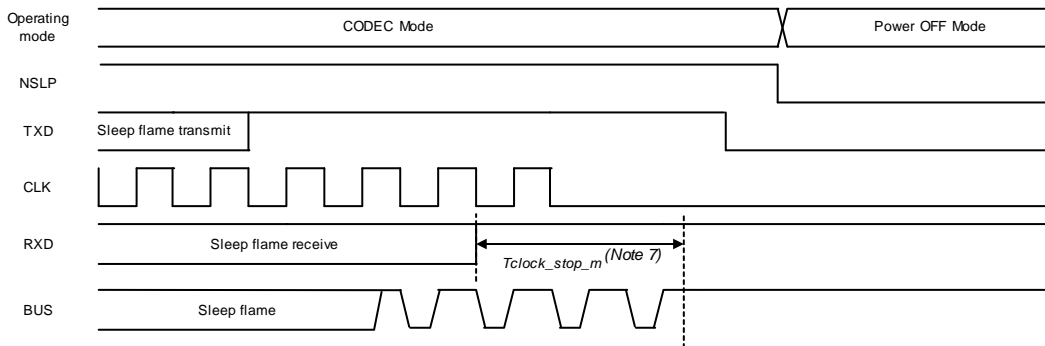 Operating
mode
CODEC Mode
Power OFF Mode
NSLP
TXD
Sleep flame transmit
CLK
RXD
Sleep flame receive
Tclock_stop_m (Note 7)
BUS
Sleep flame